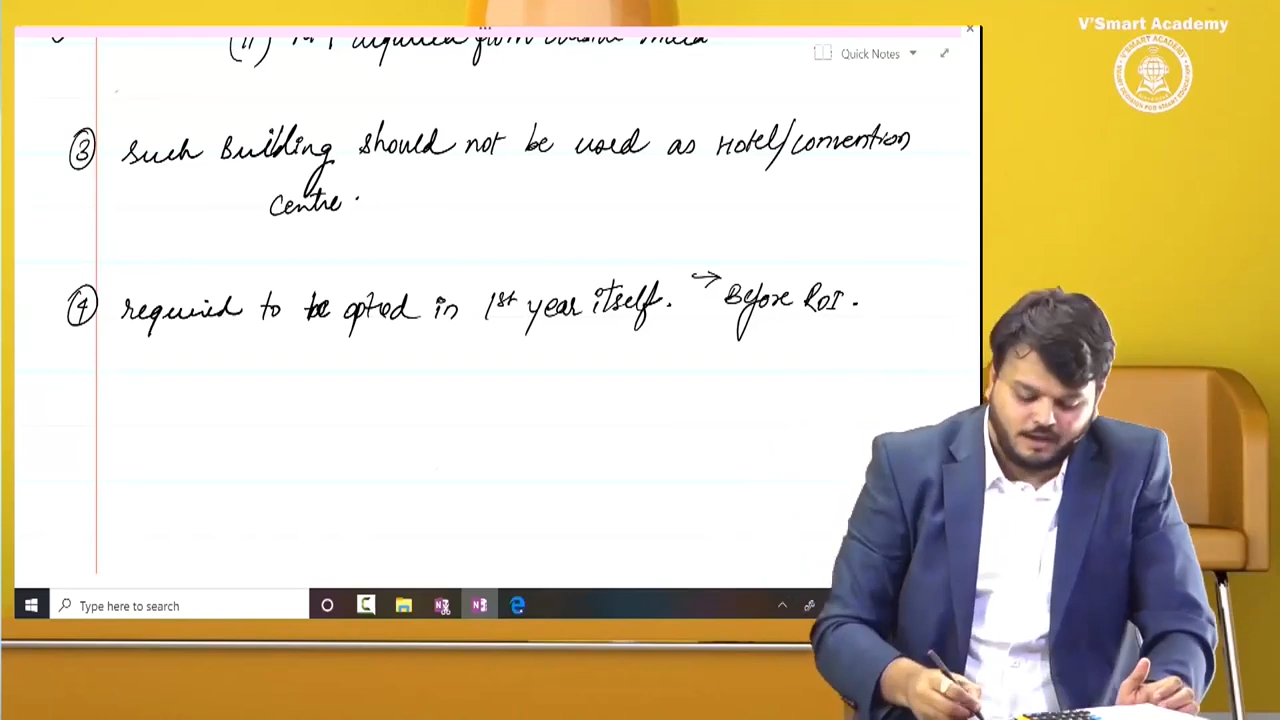 V'Smart Academy
Quick Notes
③ Such Building should not be used as Hotel/convention
centre.
④ required to be opted in 1st year itself. → Before ROI.
Type here to search